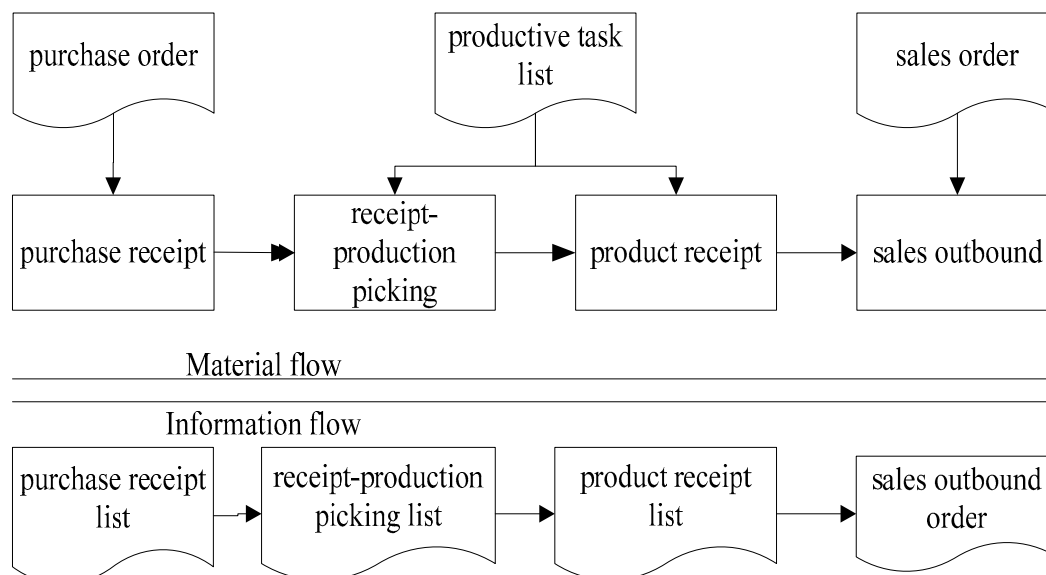 purchase order
productive task
list
sales order
purchase receipt
receipt-
production
picking
product receipt
sales outbound
Material flow
Information flow
purchase receipt
list
receipt-production
picking list
product receipt
list
sales outbound
order